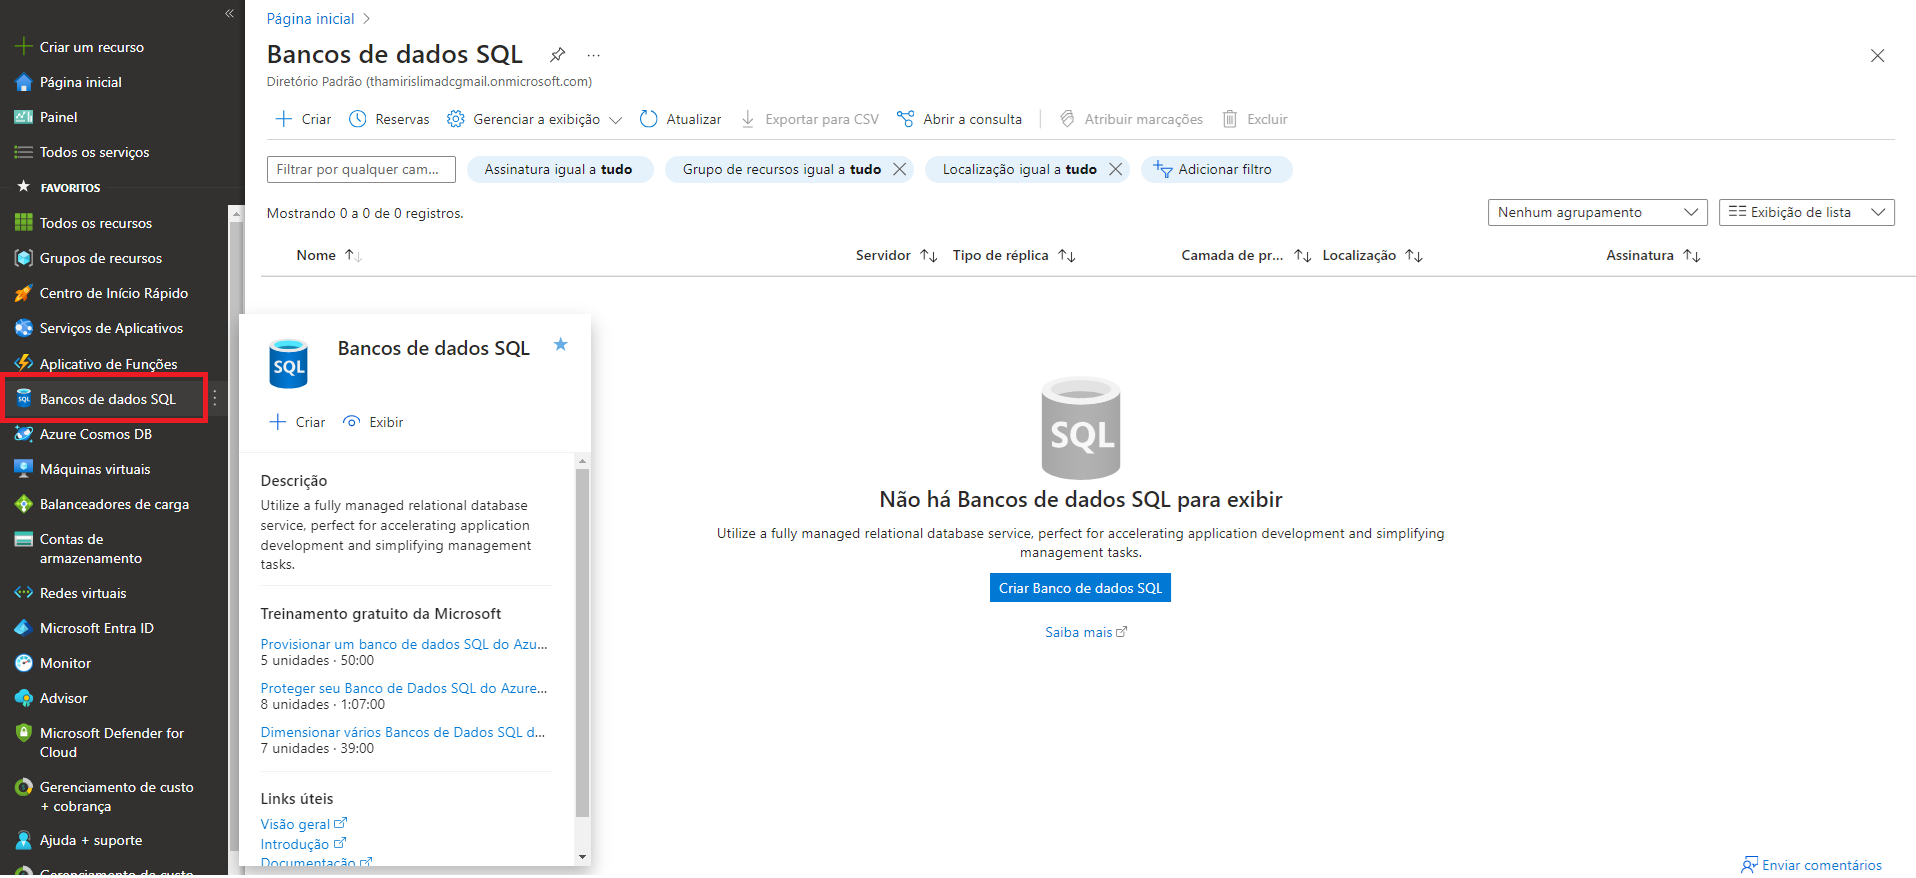 «
Criar um recurso
Página inicial
Painel
Todos os serviços
FAVORITOS
Todos os recursos
Grupos de recursos
Centro de Início Rápido
Serviços de Aplicativos
Aplicativo de Funções
Bancos de dados SQL
Azure Cosmos DB
Máquinas virtuais
Balanceadores de carga
Contas de
armazenamento
Redes virtuais
Microsoft Entra ID
Monitor
Advisor
Microsoft Defender for
Cloud
Gerenciamento de custo
+ cobrança
Ajuda + suporte
Gerenciamento de custo
Página inicial >
Bancos de dados SQL ...
Diretório Padrão (thamirislimadcgmail.onmicrosoft.com)
Criar Reservas Gerenciar a exibição Atualizar Exportar para CSV Abrir a consulta Atribuir marcações Excluir
Filtrar por qualquer cam... Assinatura igual a tudo Grupo de recursos igual a tudo Localização igual a tudo Adicionar filtro
Mostrando 0 a 0 de 0 registros. Nenhum agrupamento Exibição de lista
Nome Servidor Tipo de réplica Camada de pr... Localização Assinatura
SQL
Bancos de dados SQL
Criar Exibir
Descrição
Utilize a fully managed relational database
service, perfect for accelerating application
development and simplifying management
tasks.
Treinamento gratuito da Microsoft
Provisionar um banco de dados SQL do Azu...
5 unidades · 50:00
Proteger seu Banco de Dados SQL do Azure...
8 unidades · 1:07:00
Dimensionar vários Bancos de Dados SQL d...
7 unidades · 39:00
Links úteis
Visão geral
Introdução
Documentação
SQL
Não há Bancos de dados SQL para exibir
Utilize a fully managed relational database service, perfect for accelerating application development and simplifying
management tasks.
Criar Banco de dados SQL
Saiba mais
Enviar comentários